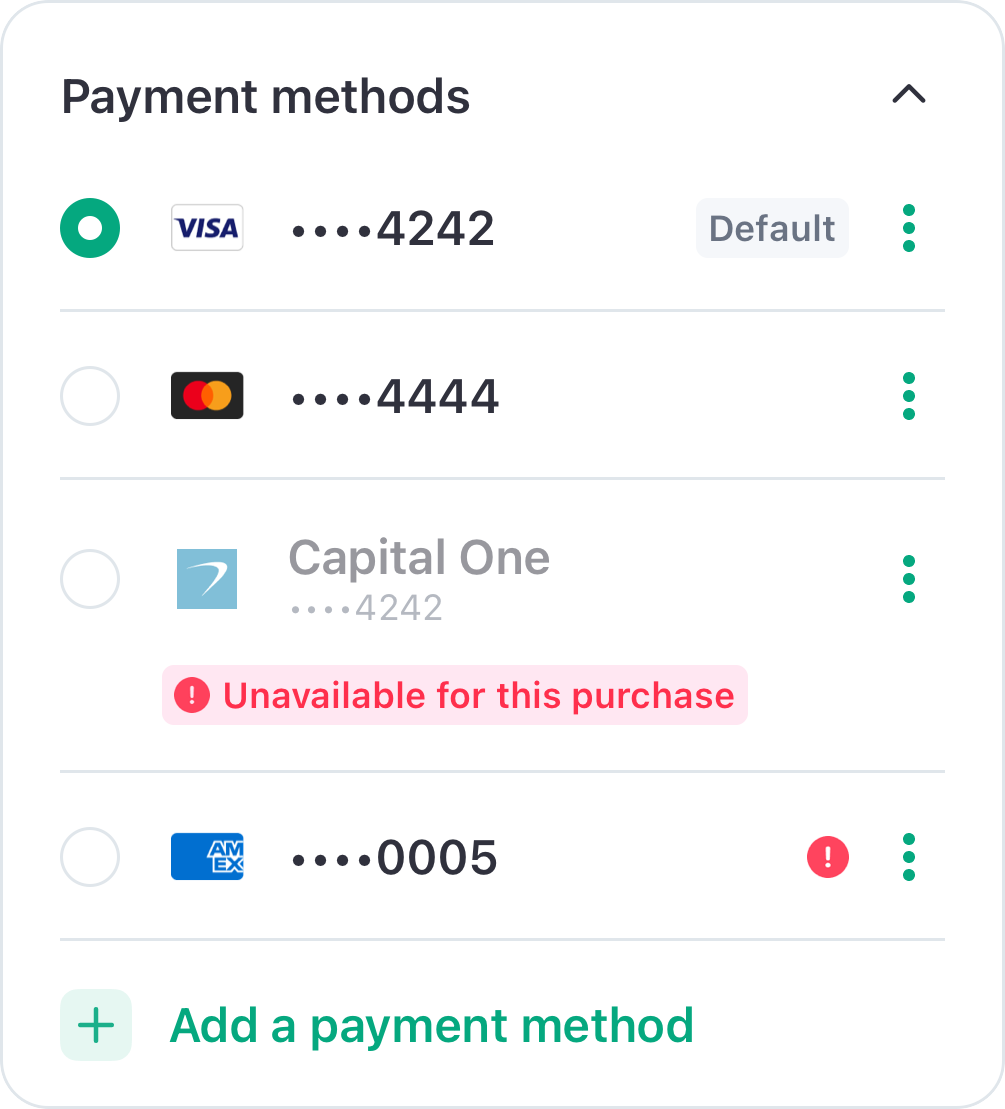 Payment methods
VISA ••••4242 Default
••••4444
Capital One
••••4242
! Unavailable for this purchase
AM
EX ••••0005 !
Add a payment method